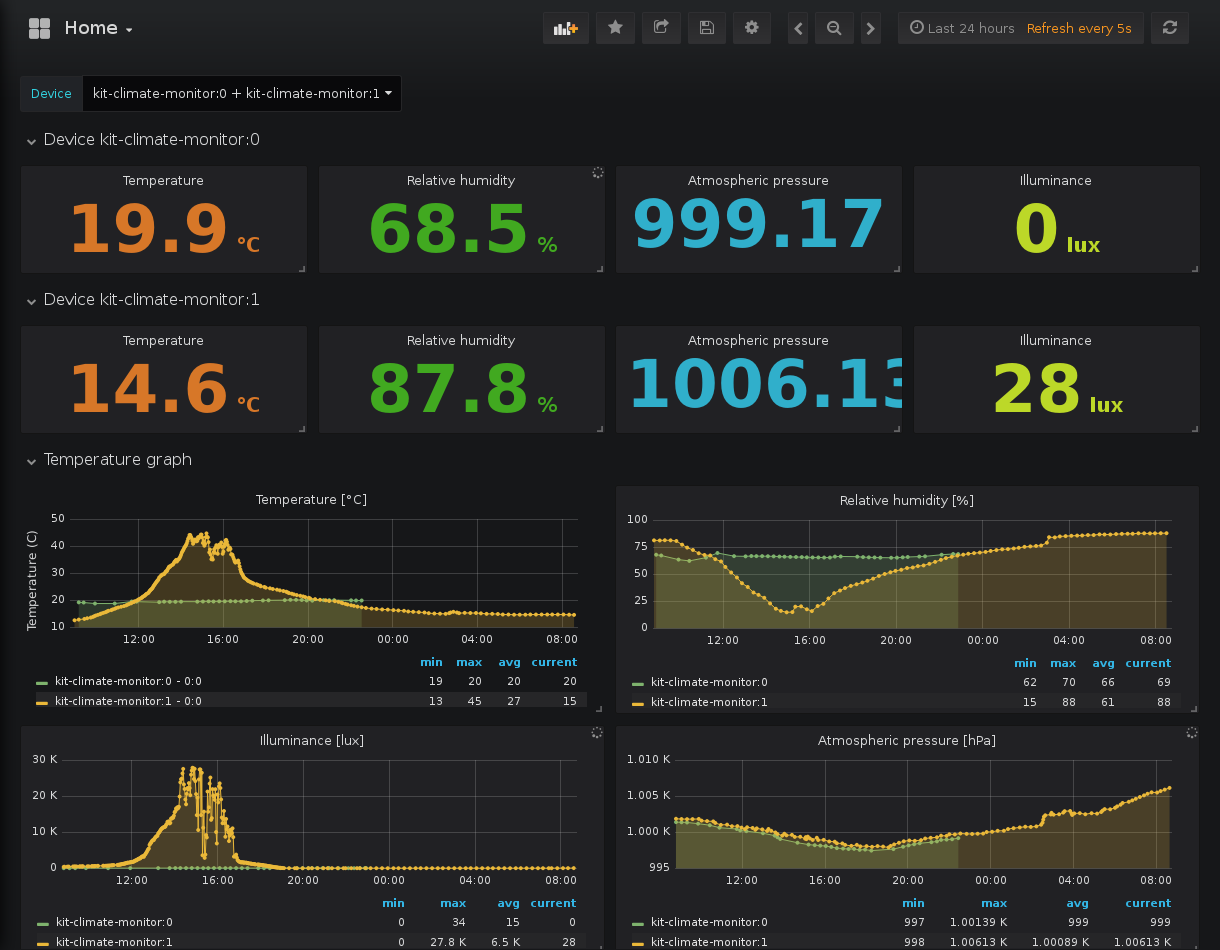 Home
Last 24 hours Refresh every 5s
Device kit-climate-monitor:0 + kit-climate-monitor:1
Device kit-climate-monitor:0
Temperature Relative humidity Atmospheric pressure Illuminance
19.9 °C 68.5 % 999.17 0 lux
Device kit-climate-monitor:1
Temperature Relative humidity Atmospheric pressure Illuminance
14.6 °C 87.8 % 1006.13 28 lux
Temperature graph
Temperature [°C]
Temperature (C)
50
40
30
20
10
12:00 16:00 20:00 00:00 04:00 08:00
min max avg current
kit-climate-monitor:0 - 0:0 19 20 20 20
kit-climate-monitor:1 - 0:0 13 45 27 15
Relative humidity [%]
100
75
50
25
0
12:00 16:00 20:00 00:00 04:00 08:00
min max avg current
kit-climate-monitor:0 62 70 66 69
kit-climate-monitor:1 15 88 61 88
Illuminance [lux]
30 K
20 K
10 K
0
12:00 16:00 20:00 00:00 04:00 08:00
min max avg current
kit-climate-monitor:0 0 34 15 0
kit-climate-monitor:1 0 27.8 K 6.5 K 28
Atmospheric pressure [hPa]
1.010 K
1.005 K
1.000 K
995
12:00 16:00 20:00 00:00 04:00 08:00
min max avg current
kit-climate-monitor:0 997 1.00139 K 999 999
kit-climate-monitor:1 998 1.00613 K 1.00089 K 1.00613 K